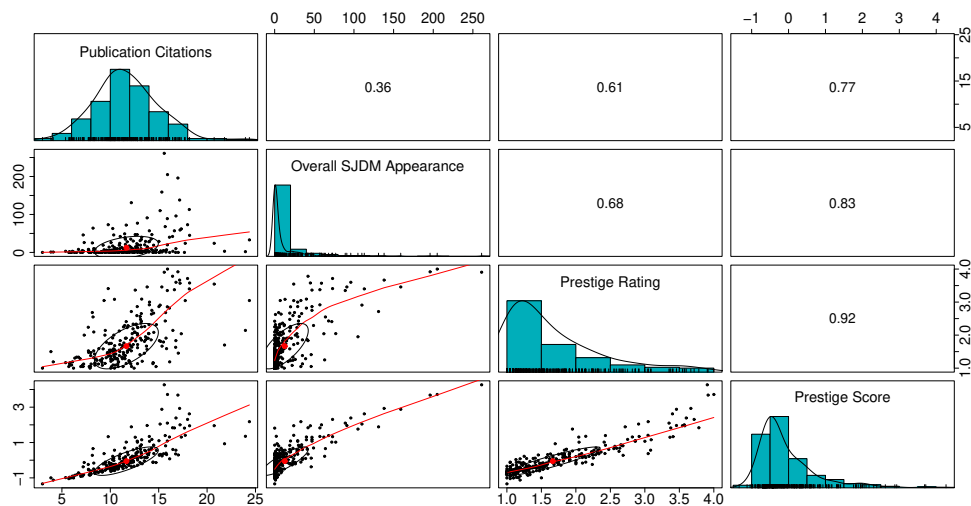 0 50 100 150 200 250
−1 0 1 2 3 4
Publication Citations
0.36
0.61
0.77
5 15 25
0 100 200
Overall SJDM Appearance
0.68
0.83
Prestige Rating
0.92
1.0 2.0 3.0 4.0
−1 1 3
Prestige Score
5 10 15 20 25
1.0 1.5 2.0 2.5 3.0 3.5 4.0